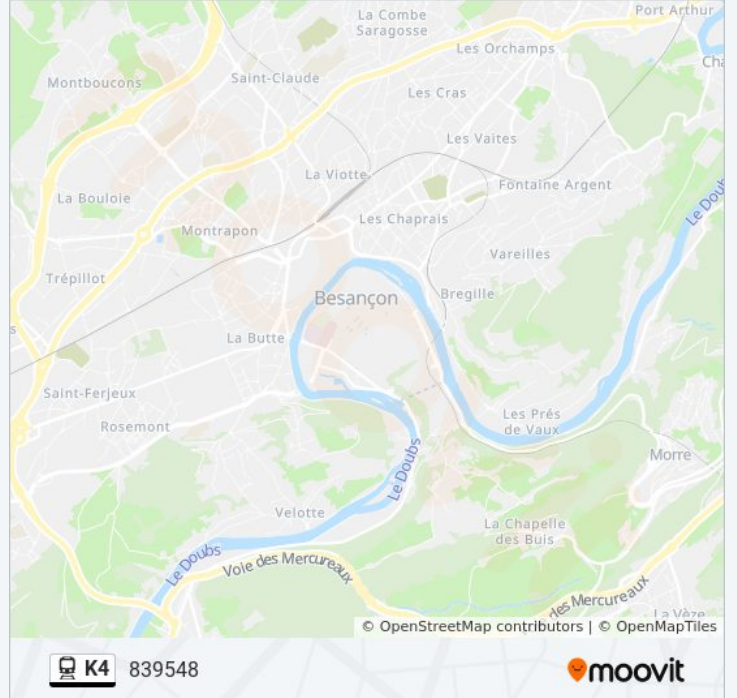 La Combe
Saragosse
Port Arthur
Les Orchamps
Montboucons
Saint-Claude
Les Cras
Les Vaites
La Viotte
Fontaine Argent
La Bouloie
Les Chaprais
Le Doubs
Montrapon
Vareilles
Trépillot
Besançon
Bregille
La Butte
Saint-Ferjeux
Rosemont
Les Prés
de Vaux
Le Doubs
Morre
Velotte
La Chapelle
des Buis
Le Doubs
Voie des Mercureaux
des Mercureaux
La Vèze
© OpenStreetMap contributors | © OpenMapTiles
K4 839548
moovit